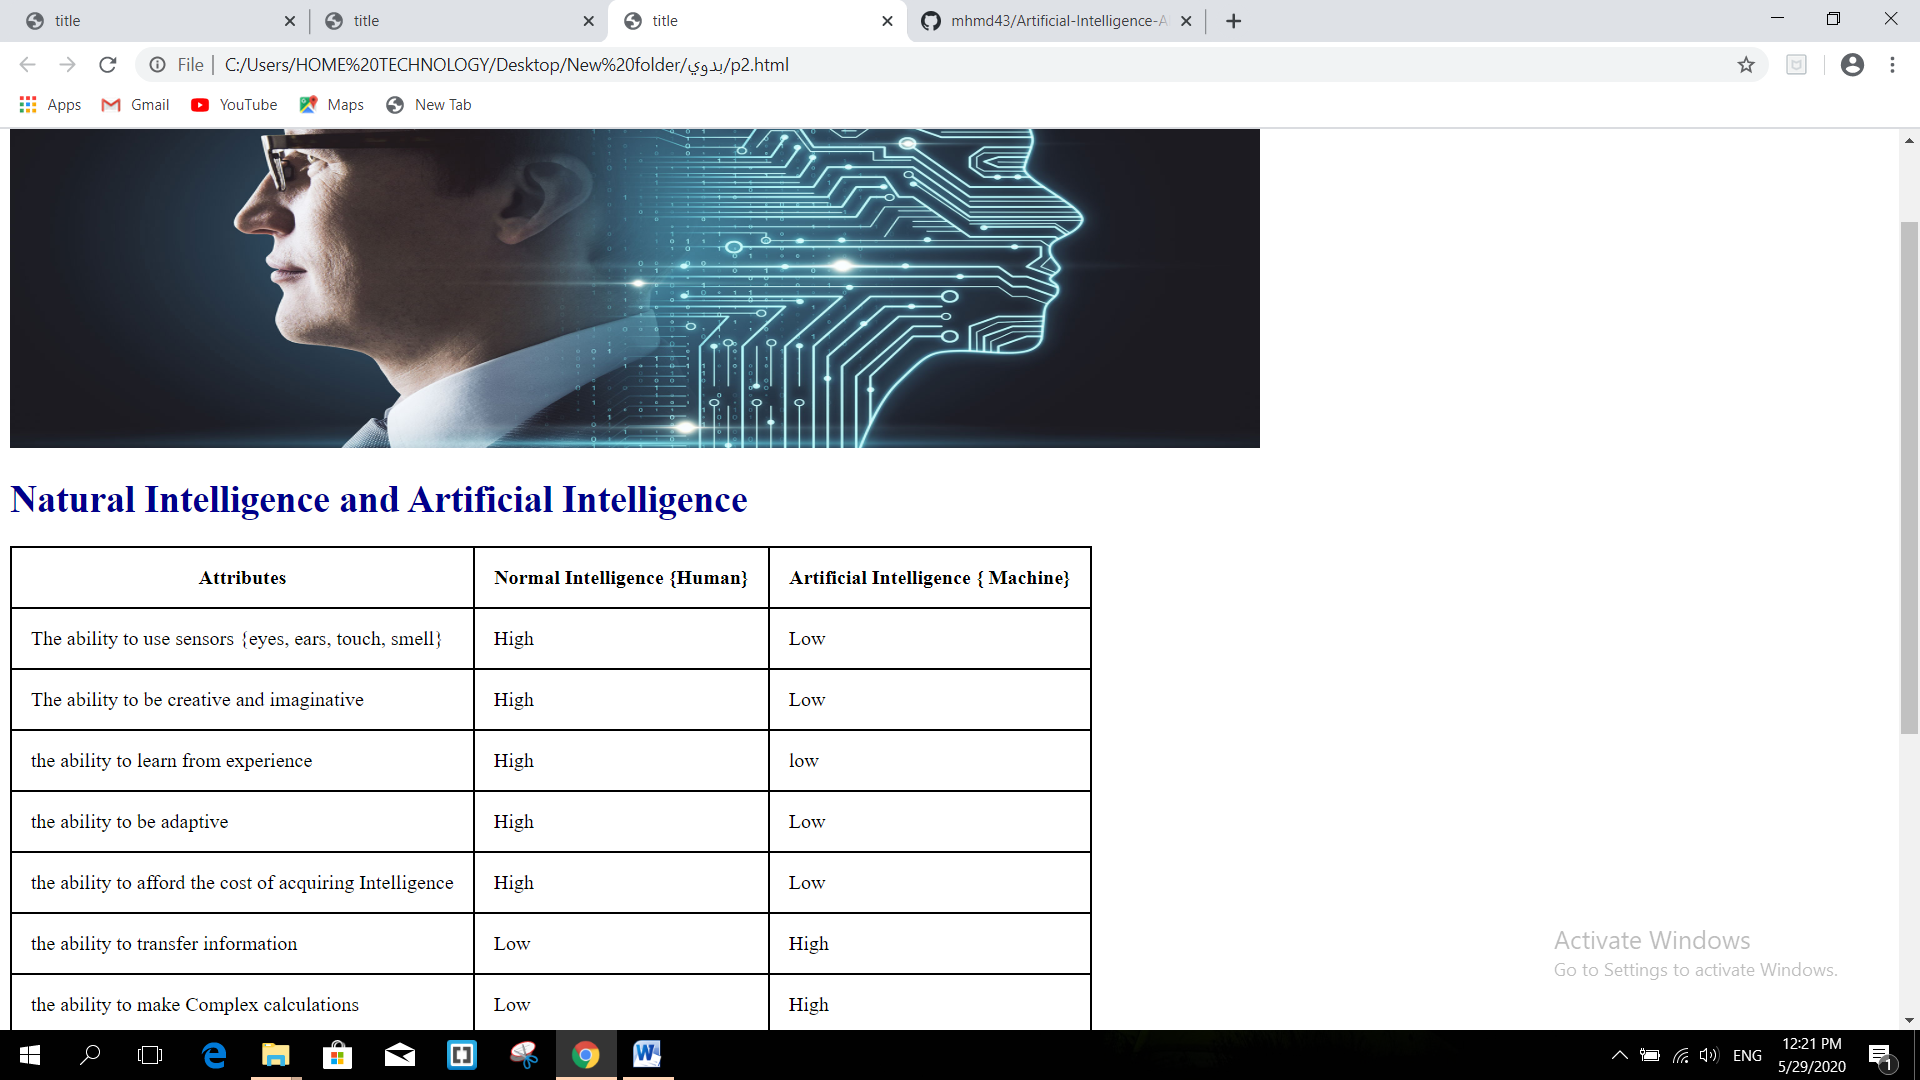 title
title
title
mhmd43/Artificial-Intelligence-A
File
C:/Users/HOME%20TECHNOLOGY/Desktop/New%20folder/بدوي/p2.html
Apps
Gmail
YouTube
Maps
New Tab
Natural Intelligence and Artificial Intelligence
Attributes
Normal Intelligence {Human}
Artificial Intelligence { Machine}
The ability to use sensors {eyes, ears, touch, smell}
High
Low
The ability to be creative and imaginative
High
Low
the ability to learn from experience
High
low
the ability to be adaptive
High
Low
the ability to afford the cost of acquiring Intelligence
High
Low
the ability to transfer information
Low
High
the ability to make Complex calculations
Low
High
Activate Windows
Go to Settings to activate Windows.
ENG
12:21 PM
5/29/2020
1